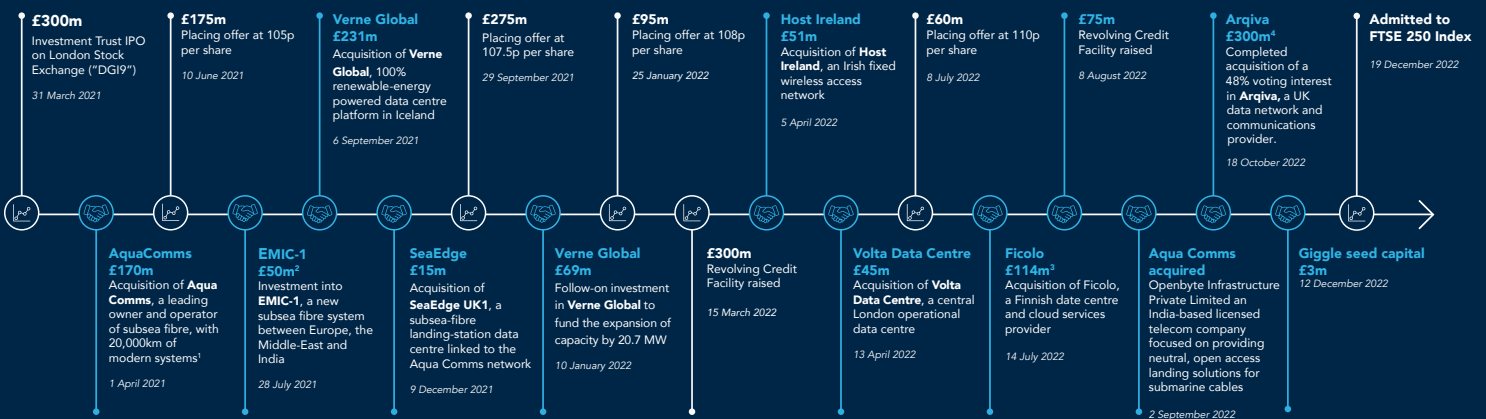 £300m
Investment Trust IPO
on London Stock
Exchange (“DGI9”)
31 March 2021
£175m
Placing offer at 105p
per share
10 June 2021
Verne Global
£231m
Acquisition of Verne
Global, 100%
renewable-energy
powered data centre
platform in Iceland
6 September 2021
£275m
Placing offer at
107.5p per share
29 September 2021
£95m
Placing offer at 108p
per share
25 January 2022
Host Ireland
£51m
Acquisition of Host
Ireland, an Irish fixed
wireless access
network
5 April 2022
£60m
Placing offer at 110p
per share
8 July 2022
£75m
Revolving Credit
Facility raised
8 August 2022
Arqiva
£300m⁴
Completed
acquisition of a
48% voting interest
in Arqiva, a UK
data network and
communications
provider.
18 October 2022
Admitted to
FTSE 250 Index
19 December 2022
AquaComms
£170m
Acquisition of Aqua
Comms, a leading
owner and operator
of subsea fibre, with
20,000km of
modern systems¹
1 April 2021
EMIC-1
£50m²
Investment into
EMIC-1, a new
subsea fibre system
between Europe, the
Middle-East and
India
28 July 2021
SeaEdge
£15m
Acquisition of
SeaEdge UK1, a
subsea-fibre
landing-station data
centre linked to the
Aqua Comms network
9 December 2021
Verne Global
£69m
Follow-on investment
in Verne Global to
fund the expansion of
capacity by 20.7 MW
10 January 2022
£300m
Revolving Credit
Facility raised
15 March 2022
Volta Data Centre
£45m
Acquisition of Volta
Data Centre, a central
London operational
data centre
13 April 2022
Ficolo
£114m³
Acquisition of Ficolo,
a Finnish date centre
and cloud services
provider
14 July 2022
Aqua Comms
acquired
Openbyte Infrastructure
Private Limited an
India-based licensed
telecom company
focused on providing
neutral, open access
landing solutions for
submarine cables
2 September 2022
Giggle seed capital
£3m
12 December 2022